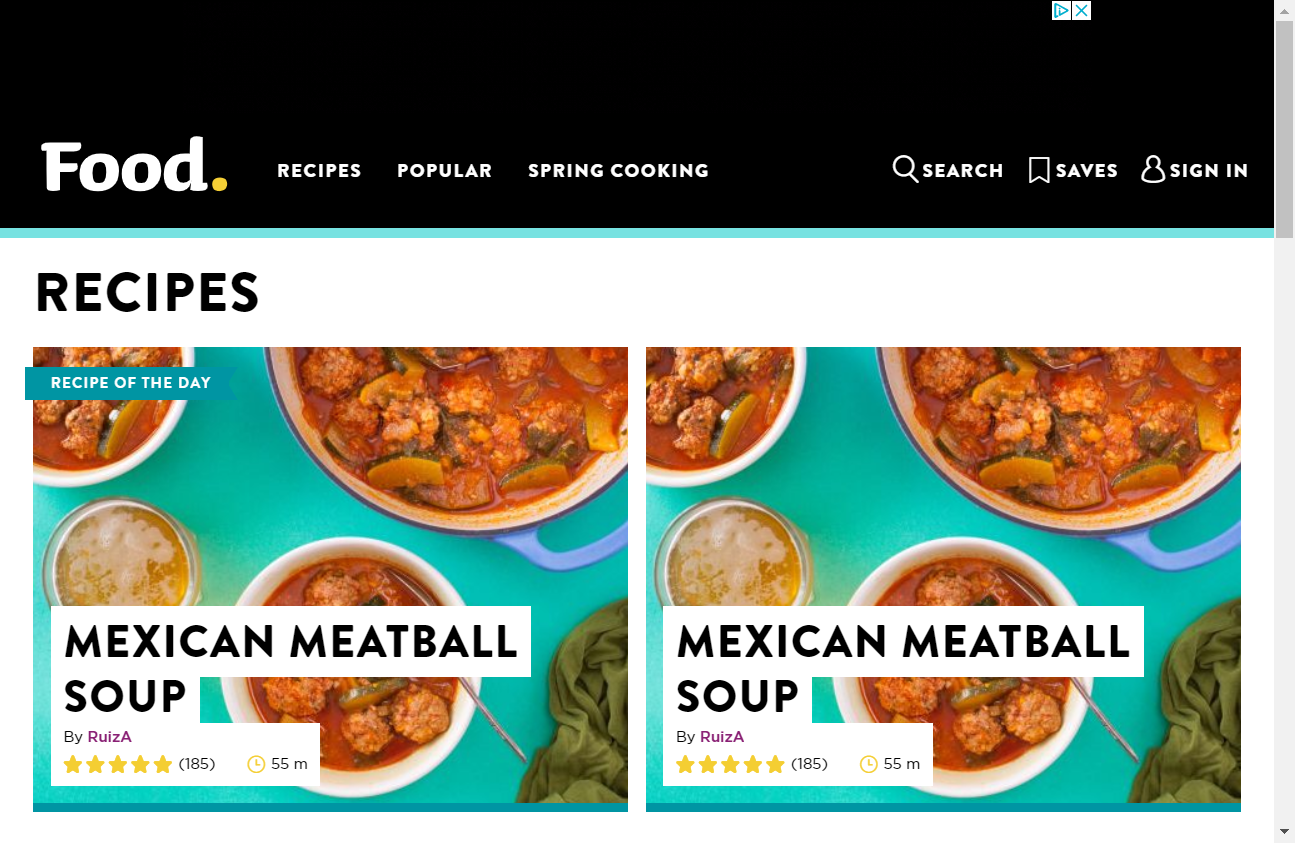 Food.
RECIPES POPULAR SPRING COOKING SEARCH SAVES SIGN IN
RECIPES
RECIPE OF THE DAY
MEXICAN MEATBALL
SOUP
By RuizA
(185) 55 m
MEXICAN MEATBALL
SOUP
By RuizA
(185) 55 m